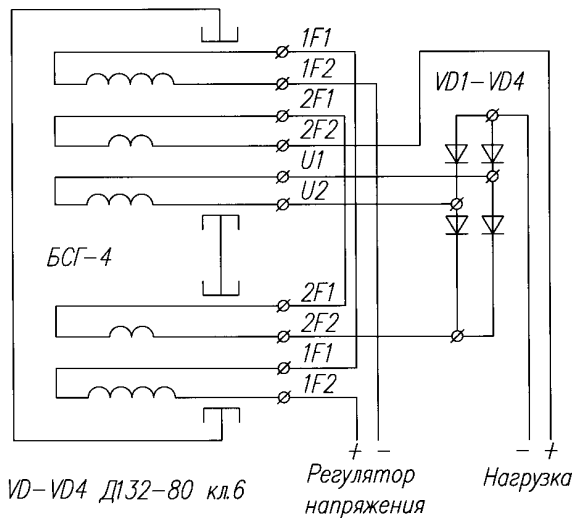 1F1
1F2
VD1-VD4
2F1
2F2
U1
U2
БСГ-4
2F1
2F2
1F1
1F2
+ -
- +
VD-VD4 Д132-80 кл.6
Регулятор
напряжения
Нагрузка